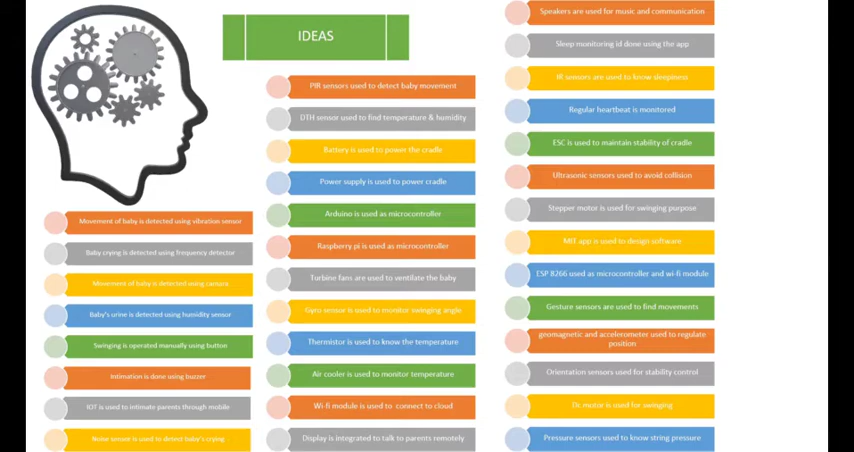 IDEAS
Movement of baby is detected using vibration sensor
Baby crying is detected using frequency detector
Movement of baby is detected using camara
Baby's urine is detected using humidity sensor
Swinging is operated manually using button
Intimation is done using buzzer
IOT is used to intimate parents through mobile
Noise sensor is used to detect baby's crying
PIR sensors used to detect baby movement
DTH sensor used to find temperature & humidity
Battery is used to power the cradle
Power supply is used to power cradle
Arduino is used as microcontroller
Raspberry pi is used as microcontroller
Turbine fans are used to ventilate the baby
Gyro sensor is used to monitor swinging angle
Thermistor is used to know the temperature
Air cooler is used to monitor temperature
Wi-fi module is used to connect to cloud
Display is integrated to talk to parents remotely
Speakers are used for music and communication
Sleep monitoring id done using the app
IR sensors are used to know sleepiness
Regular heartbeat is monitored
ESC is used to maintain stability of cradle
Ultrasonic sensors used to avoid collision
Stepper motor is used for swinging purpose
MIT app is used to design software
ESP 8266 used as microcontroller and wi-fi module
Gesture sensors are used to find movements
geomagnetic and accelerometer used to regulate
position
Orientation sensors used for stability control
Dc motor is used for swinging
Pressure sensors used to know string pressure